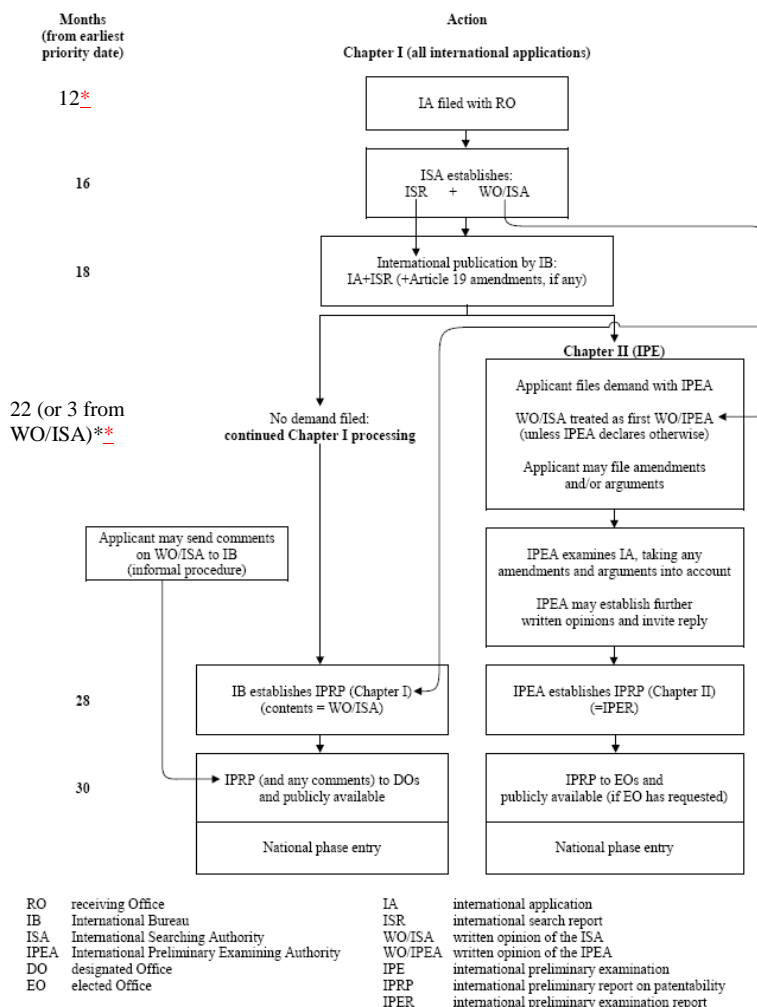 Months
(from earliest
priority date)
Action
Chapter I (all international applications)
12*
IA filed with RO
16
ISA establishes:
ISR + WO/ISA
18
International publication by IB:
IA+ISR (+Article 19 amendments, if any)
Chapter II (IPE)
22 (or 3 from
WO/ISA)**
No demand filed:
continued Chapter I processing
Applicant files demand with IPEA
WO/ISA treated as first WO/IPEA
(unless IPEA declares otherwise)
Applicant may file amendments
and/or arguments
Applicant may send comments
on WO/ISA to IB
(informal procedure)
IPEA examines IA, taking any
amendments and arguments into account
IPEA may establish further
written opinions and invite reply
28
IB establishes IPRP (Chapter I)
(contents = WO/ISA)
IPEA establishes IPRP (Chapter II)
(=IPER)
30
IPRP (and any comments) to DOs
and publicly available
IPRP to EOs and
publicly available (if EO has requested)
National phase entry
National phase entry
RO receiving Office
IB International Bureau
ISA International Searching Authority
IPEA International Preliminary Examining Authority
DO designated Office
EO elected Office
IA international application
ISR international search report
WO/ISA written opinion of the ISA
WO/IPEA written opinion of the IPEA
IPE international preliminary examination
IPRP international preliminary report on patentability
IPER international preliminary examination report